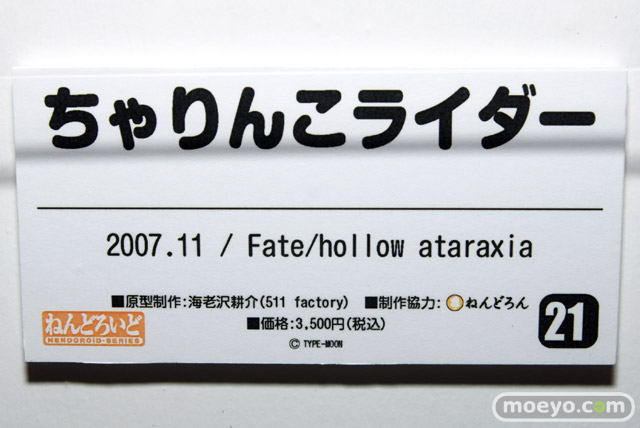 ちゃりんこライダー
2007.11 / Fate/hollow ataraxia
■原型制作:海老沢耕介(511 factory) ■制作協力: ねんどろん
■価格:3,500円(税込)
© TYPE-MOON
ねんどろいど
NENDOROID-SERIES
21
moeyo.com